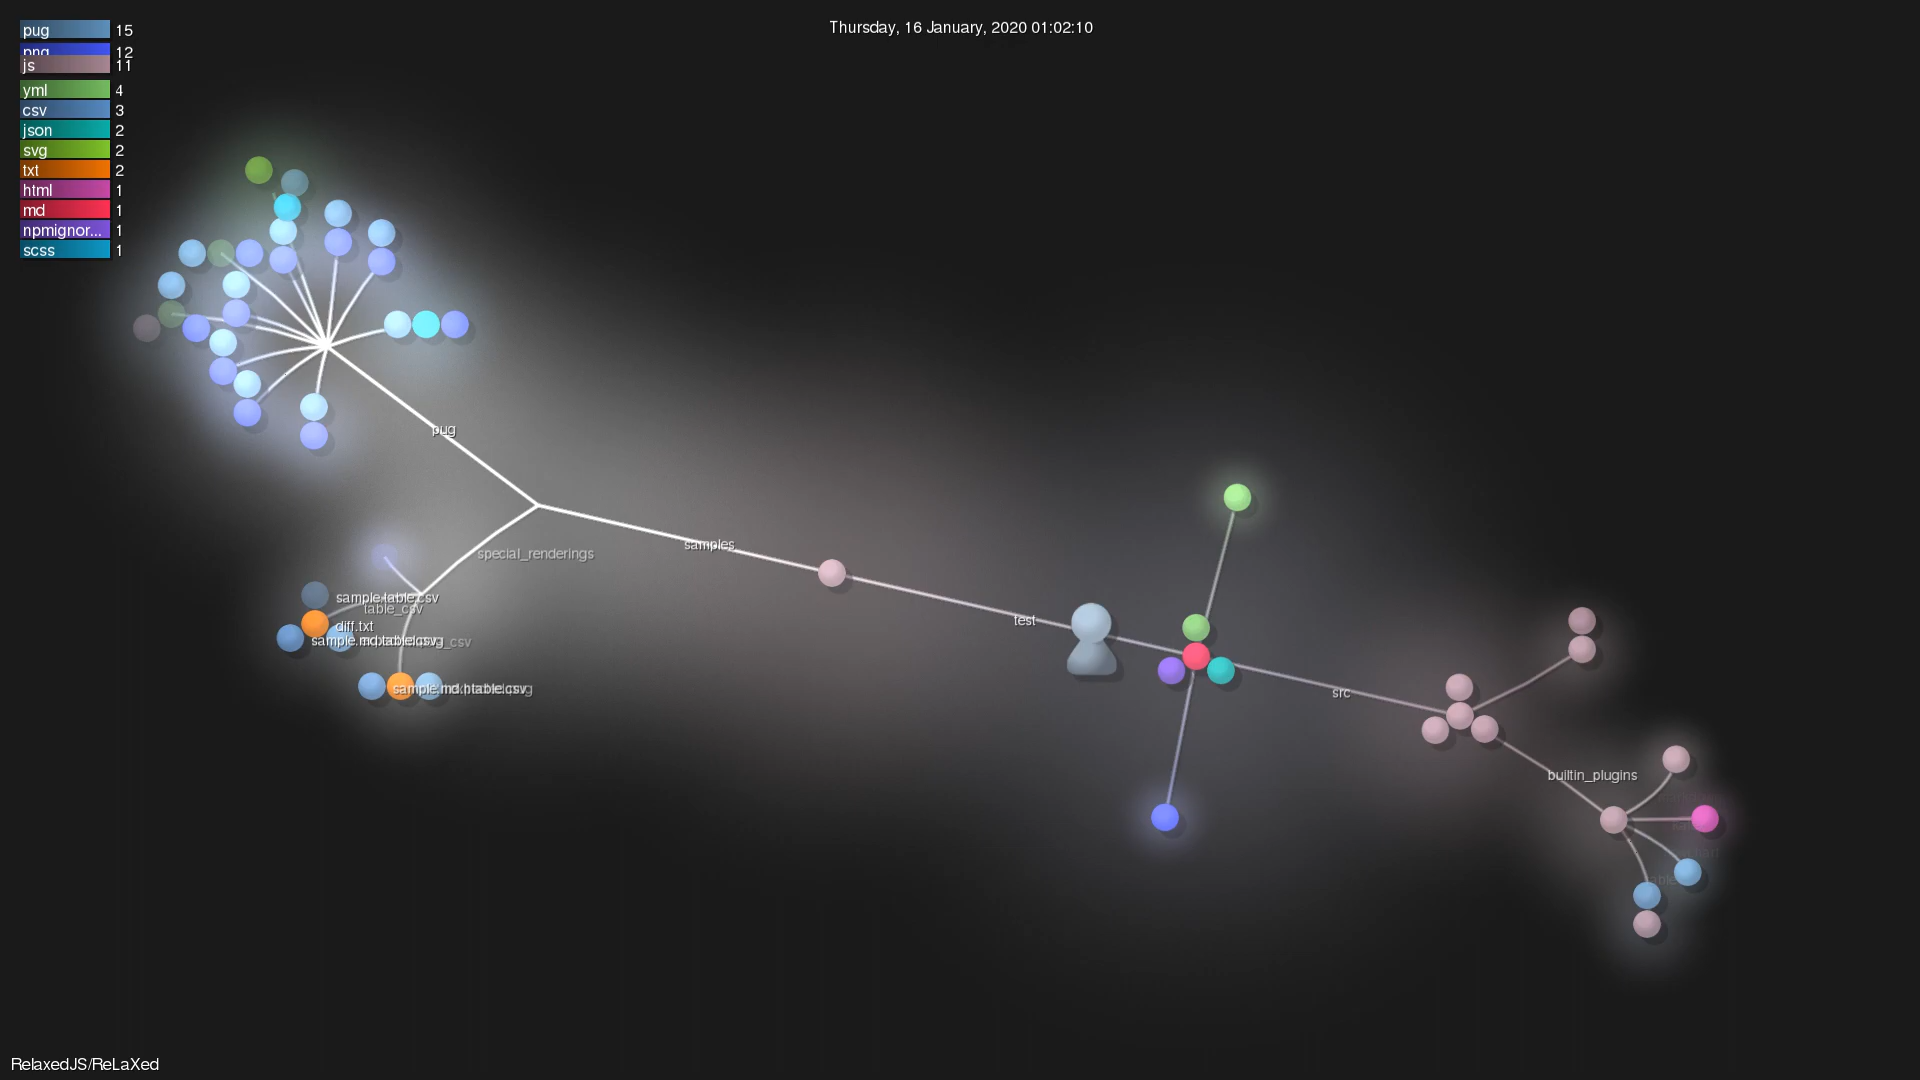 Thursday, 16 January, 2020 01:02:10
pug 15
png 12
js 11
yml 4
csv 3
json 2
svg 2
txt 2
html 1
md 1
npmignor... 1
scss 1
pug
special_renderings
samples
sample.table.csv
table_csv
diff.txt
test
src
builtin_plugins
RelaxedJS/ReLaXed